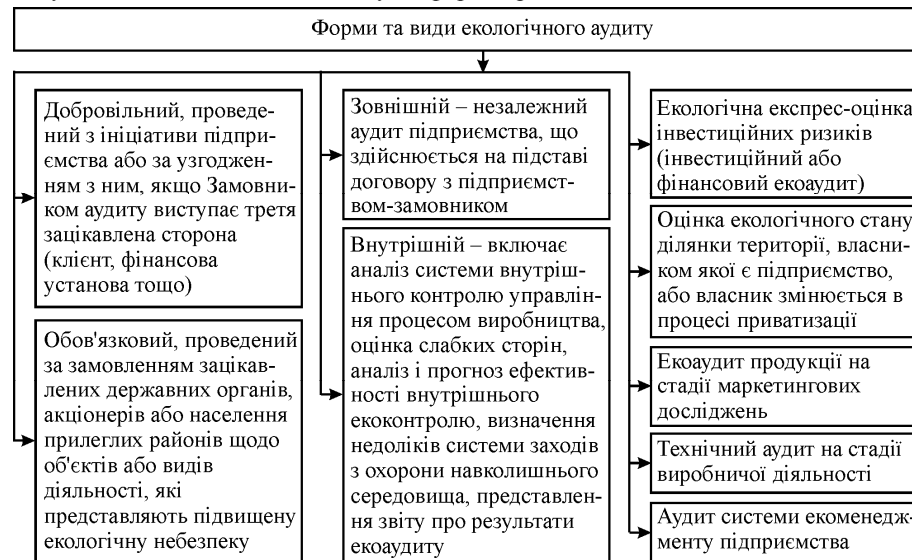 Форми та види екологічного аудиту
Добровільний, проведе-
ний з ініціативи підпри-
ємства або за узгоджен-
ням з ним, якщо Замовни-
ком аудиту виступає третя
зацікавлена сторона
(клієнт, фінансова
установа тощо)
Обов'язковий, проведений
за замовленням зацікав-
лених державних органів,
акціонерів або населення
прилеглих районів щодо
об'єктів або видів
діяльності, які
представляють підвищену
екологічну небезпеку
Зовнішній – незалежний
аудит підприємства, що
здійснюється на підставі
договору з підприємст-
вом-замовником
Внутрішній – включає
аналіз системи внутріш-
нього контролю управлін-
ня процесом виробництва,
оцінка слабких сторін,
аналіз і прогноз ефектив-
ності внутрішнього
екоконтролю, визначення
недоліків системи заходів
з охорони навколишнього
середовища, представлен-
ня звіту про результати
екоаудиту
Екологічна експрес-оцінка
інвестиційних ризиків
(інвестиційний або
фінансовий екоаудит)
Оцінка екологічного стану
ділянки території, власни-
ком якої є підприємство,
або власник змінюється в
процесі приватизації
Екоаудит продукції на
стадії маркетингових
досліджень
Технічний аудит на стадії
виробничої діяльності
Аудит системи екоменедж-
менту підприємства